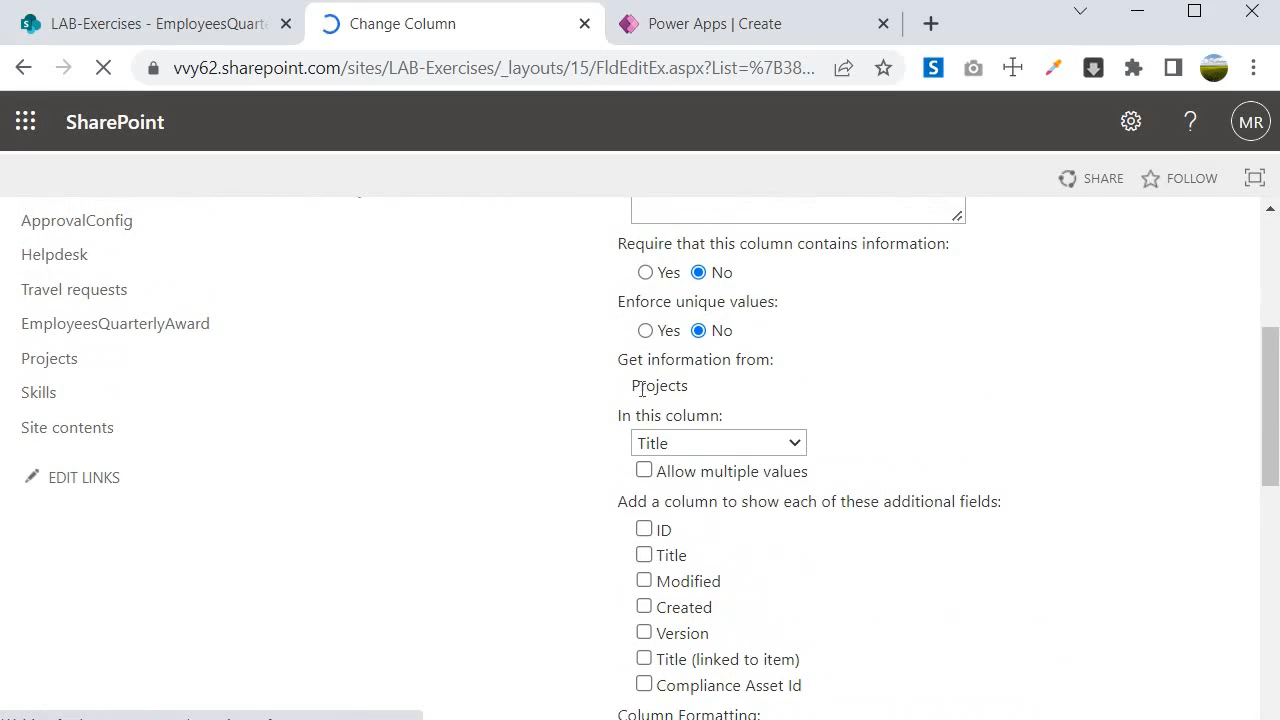 LAB-Exercises - EmployeesQuarte
Change Column
Power Apps | Create
vvy62.sharepoint.com/sites/LAB-Exercises/_layouts/15/FldEditEx.aspx?List=%7B38...
S
SharePoint
?
MR
SHARE
FOLLOW
ApprovalConfig
Helpdesk
Travel requests
EmployeesQuarterlyAward
Projects
Skills
Site contents
EDIT LINKS
Require that this column contains information:
Yes No
Enforce unique values:
Yes No
Get information from:
Projects
In this column:
Title
Allow multiple values
Add a column to show each of these additional fields:
ID
Title
Modified
Created
Version
Title (linked to item)
Compliance Asset Id
Column Formatting: